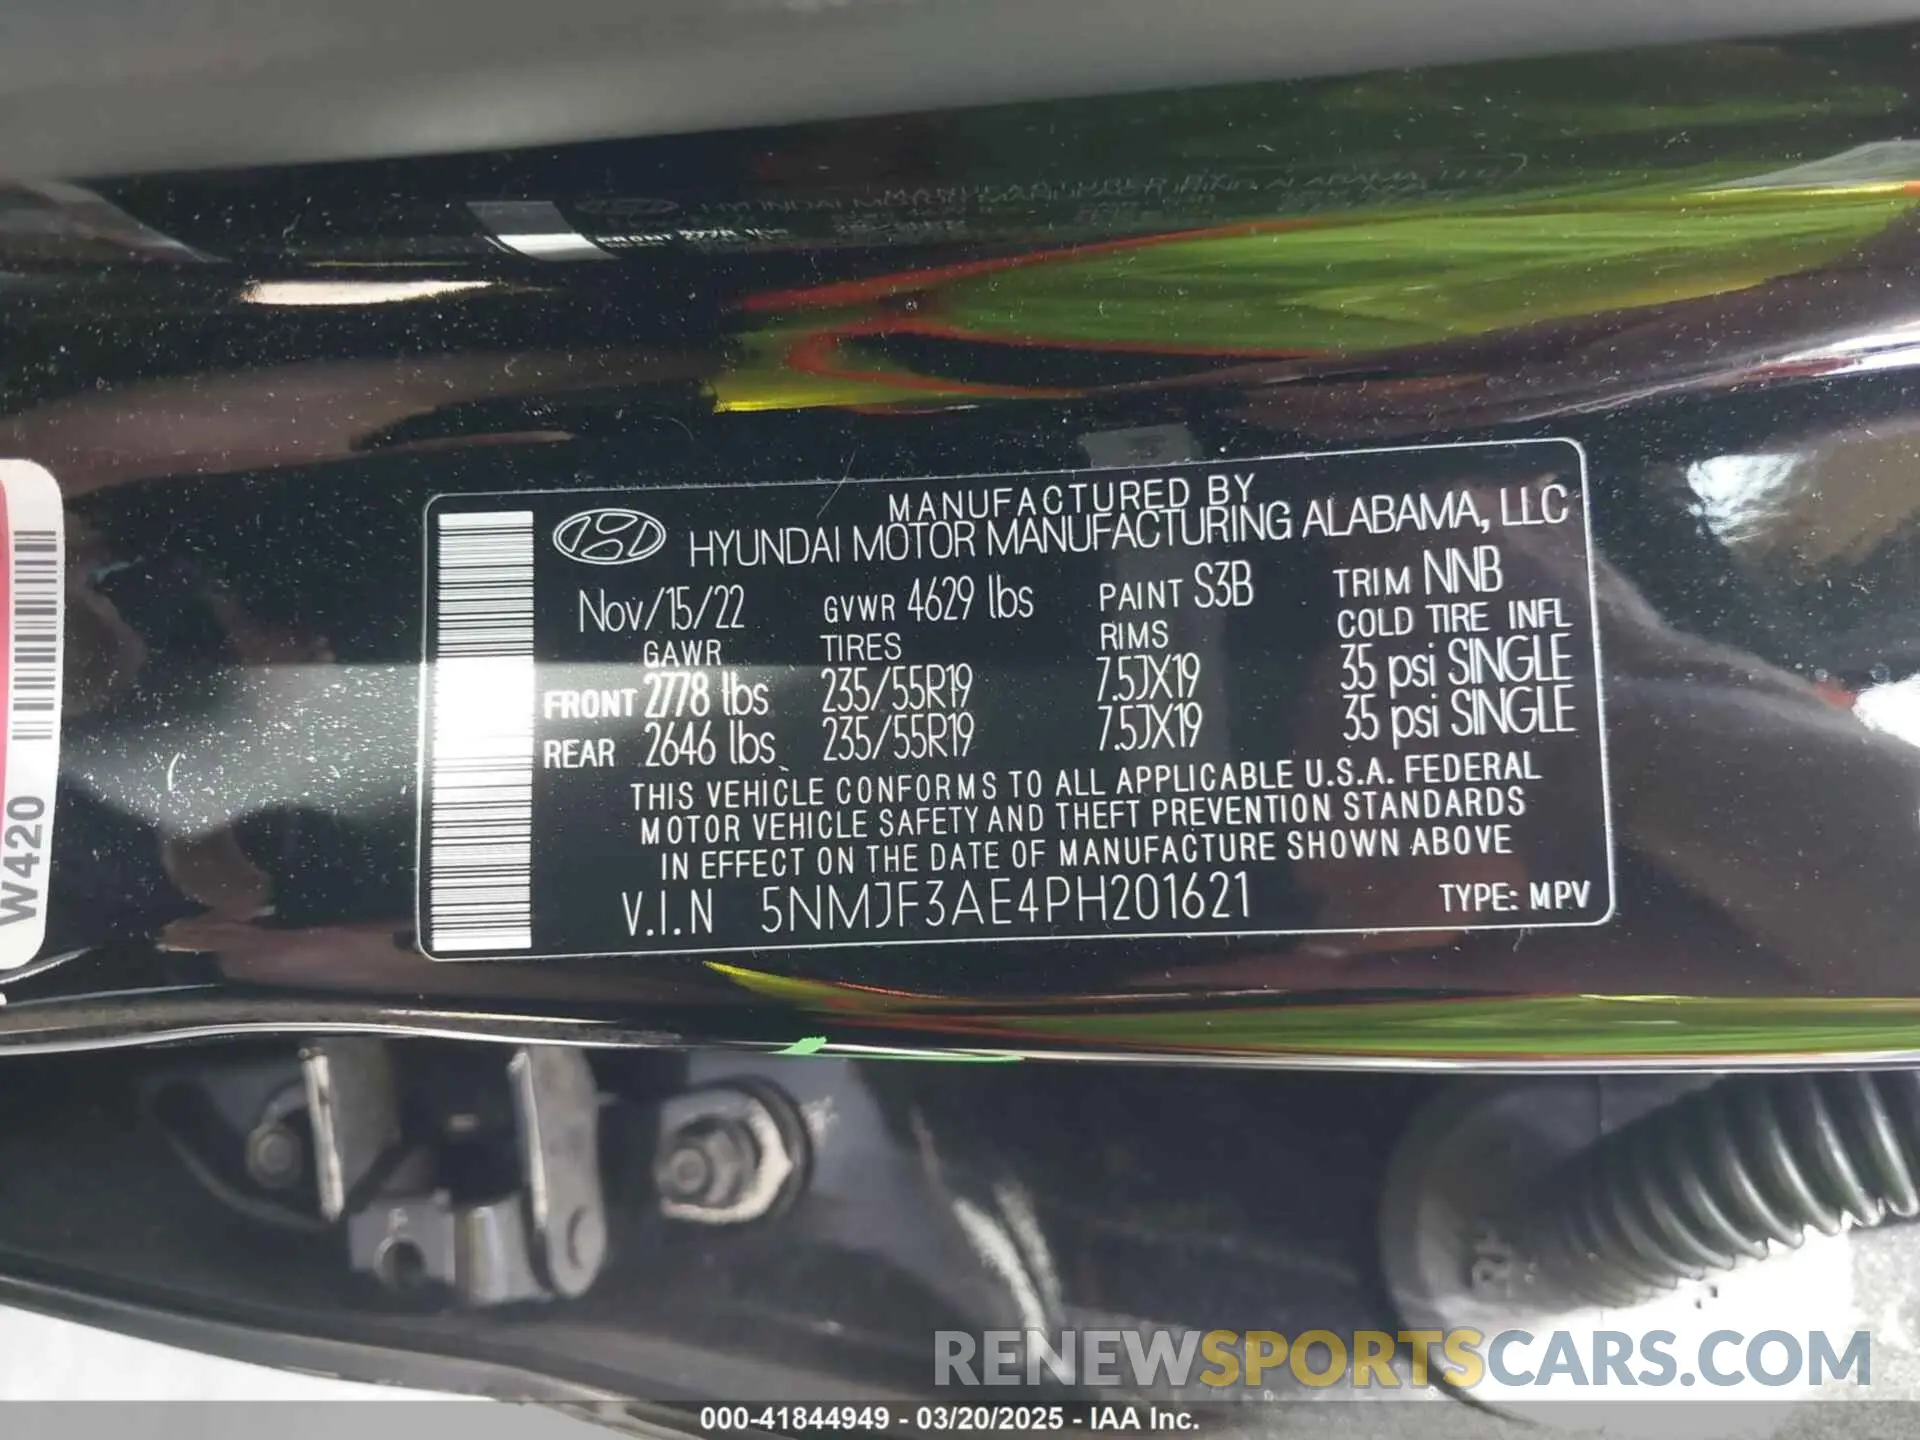 MANUFACTURED BY
HYUNDAI MOTOR MANUFACTURING ALABAMA, LLC
Nov/15/22 GVWR 4629 lbs PAINT S3B TRIM NNB
GAWR TIRES RIMS COLD TIRE INFL
FRONT 2778 lbs 235/55R19 7.5JX19 35 psi SINGLE
REAR 2646 lbs 235/55R19 7.5JX19 35 psi SINGLE
THIS VEHICLE CONFORMS TO ALL APPLICABLE U.S.A. FEDERAL
MOTOR VEHICLE SAFETY AND THEFT PREVENTION STANDARDS
IN EFFECT ON THE DATE OF MANUFACTURE SHOWN ABOVE
V.I.N 5NMJF3AE4PH201621 TYPE: MPV
W420
RH
RENEWSPORTSCARS.COM
000-41844949 - 03/20/2025 - IAA Inc.